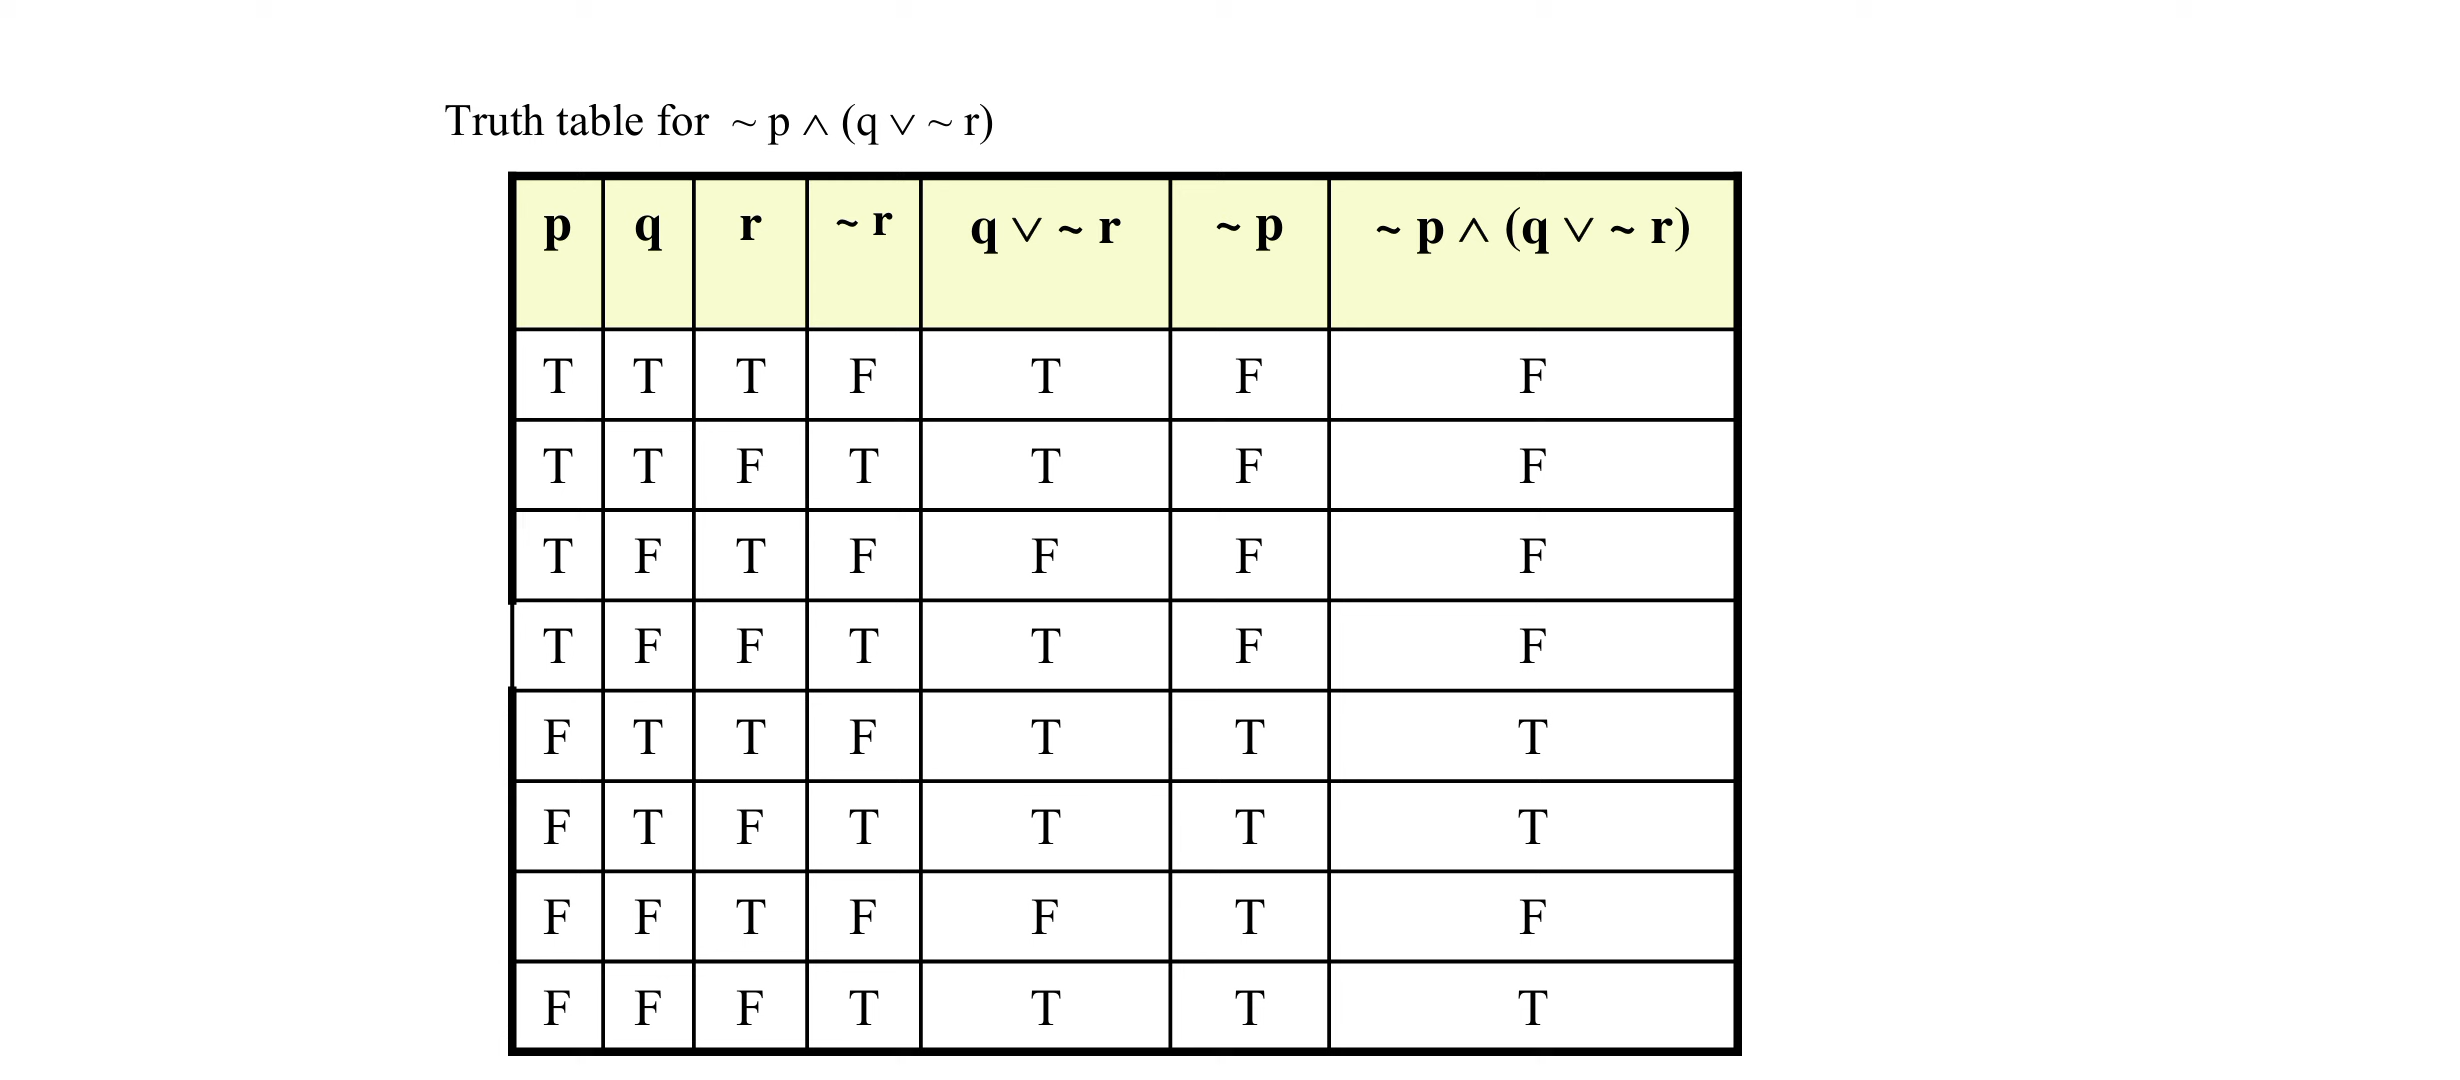 Truth table for ~ p ∧ (q ∨ ~ r)
p q r ~ r q ∨ ~ r ~ p ~ p ∧ (q ∨ ~ r)
T T T F T F F
T T F T T F F
T F T F F F F
T F F T T F F
F T T F T T T
F T F T T T T
F F T F F T F
F F F T T T T